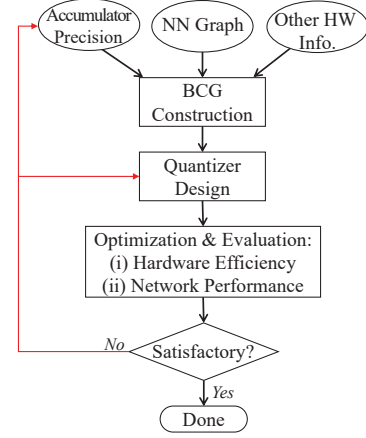 Accumulator
Precision
NN Graph
Other HW
Info.
BCG
Construction
Quantizer
Design
Optimization & Evaluation:
(i) Hardware Efficiency
(ii) Network Performance
No
Satisfactory?
Yes
Done